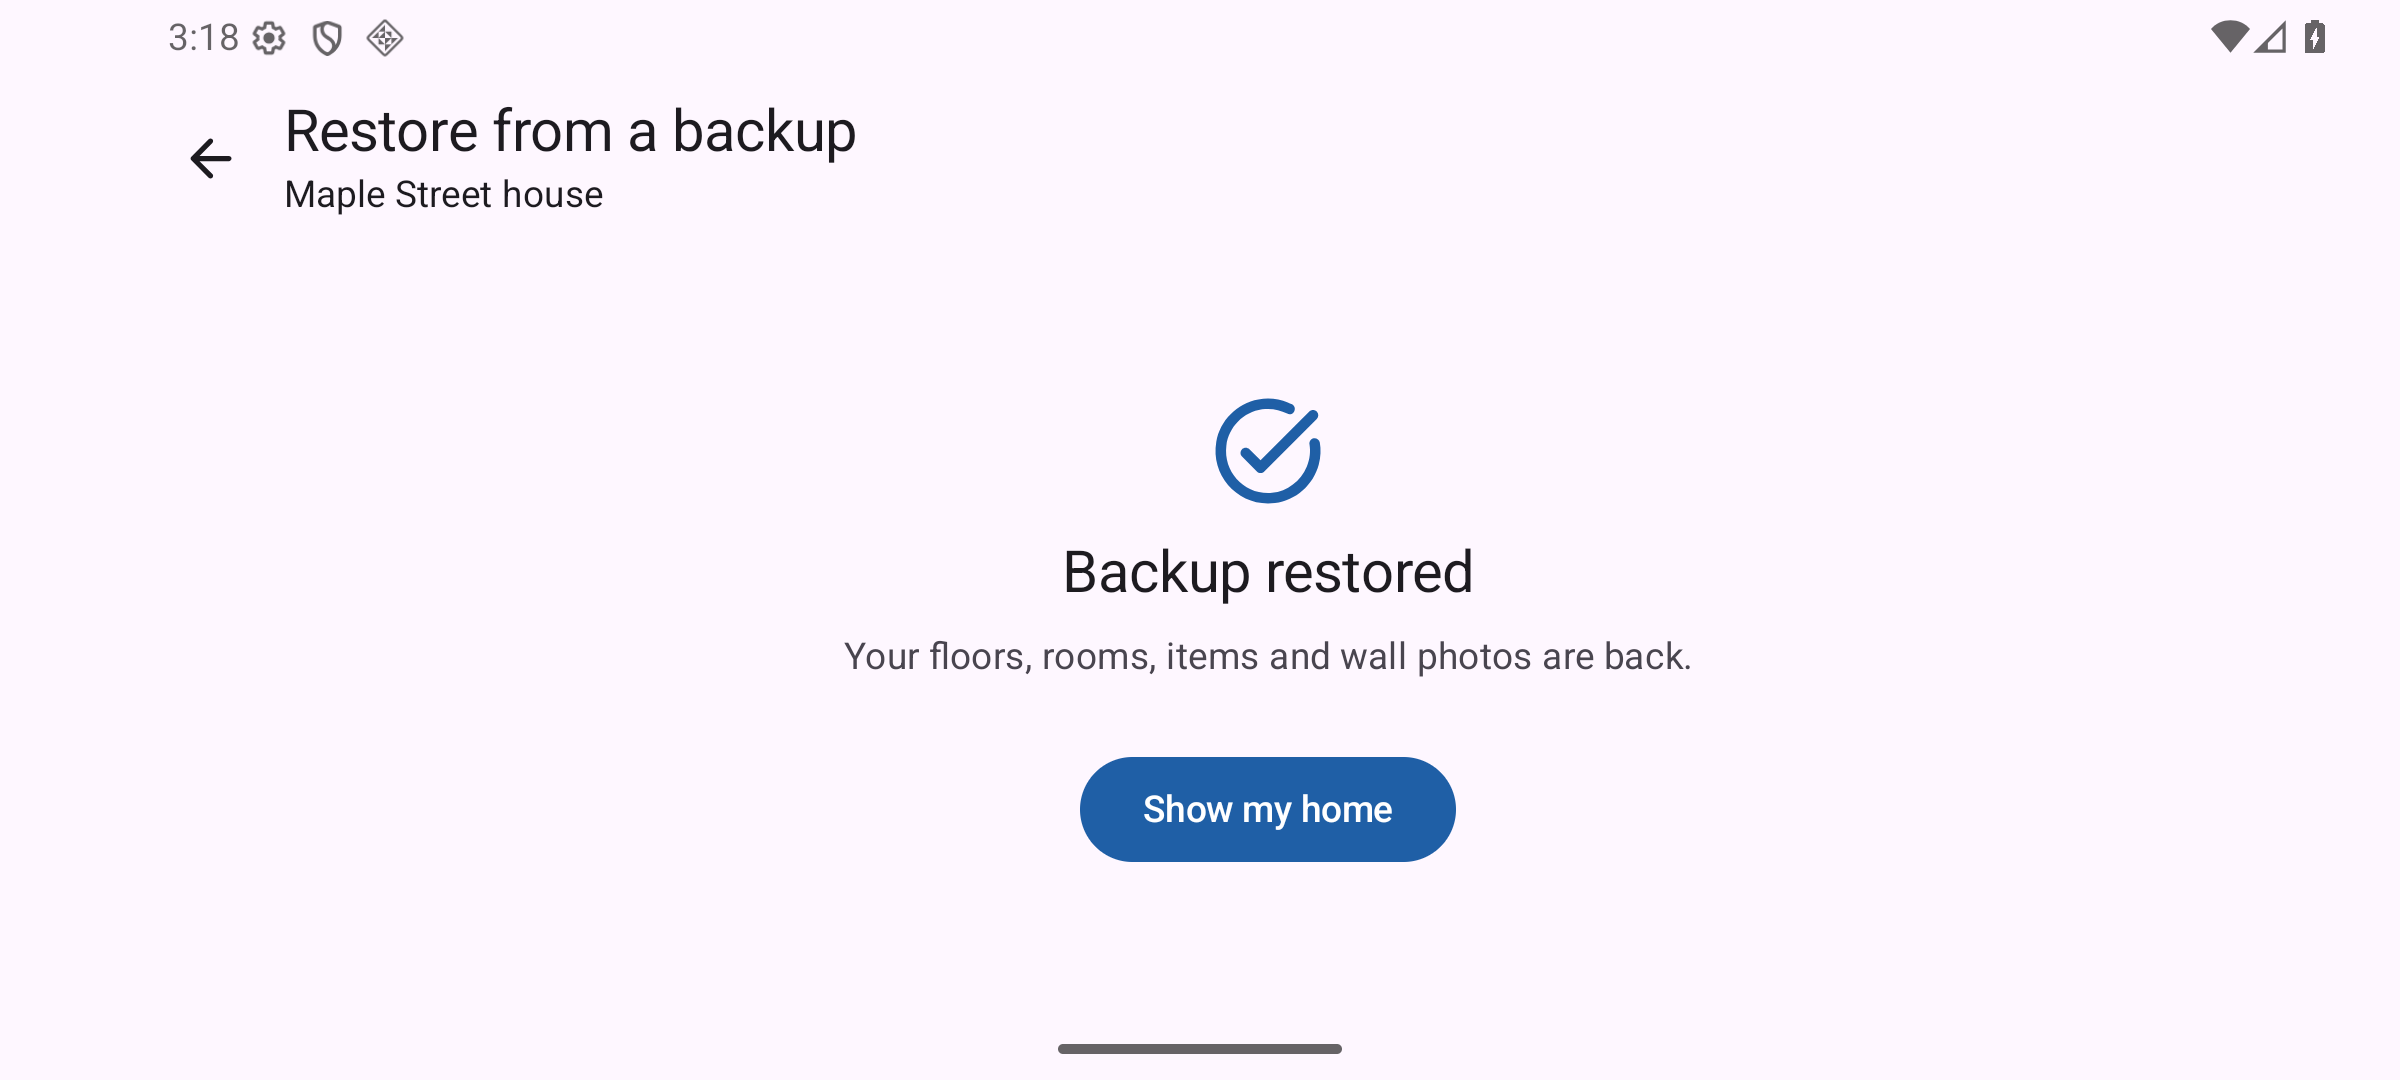 3:18
Restore from a backup
Maple Street house
Backup restored
Your floors, rooms, items and wall photos are back.
Show my home